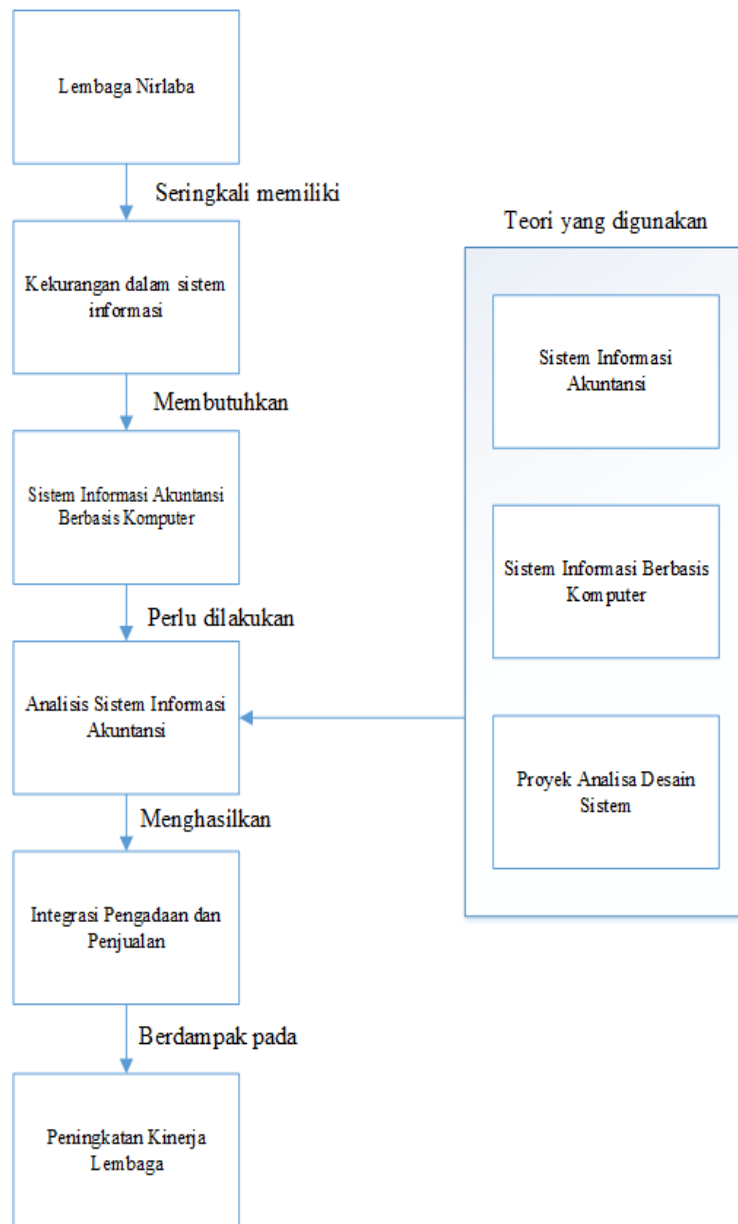 Lembaga Nirlaba
Seringkali memiliki
Kekurangan dalam sistem
informasi
Membutuhkan
Sistem Informasi Akuntansi
Berbasis Komputer
Perlu dilakukan
Analisis Sistem Informasi
Akuntansi
Menghasilkan
Integrasi Pengadaan dan
Penjualan
Berdampak pada
Peningkatan Kinerja
Lembaga
Teori yang digunakan
Sistem Informasi
Akuntansi
Sistem Informasi Berbasis
Komputer
Proyek Analisa Desain
Sistem